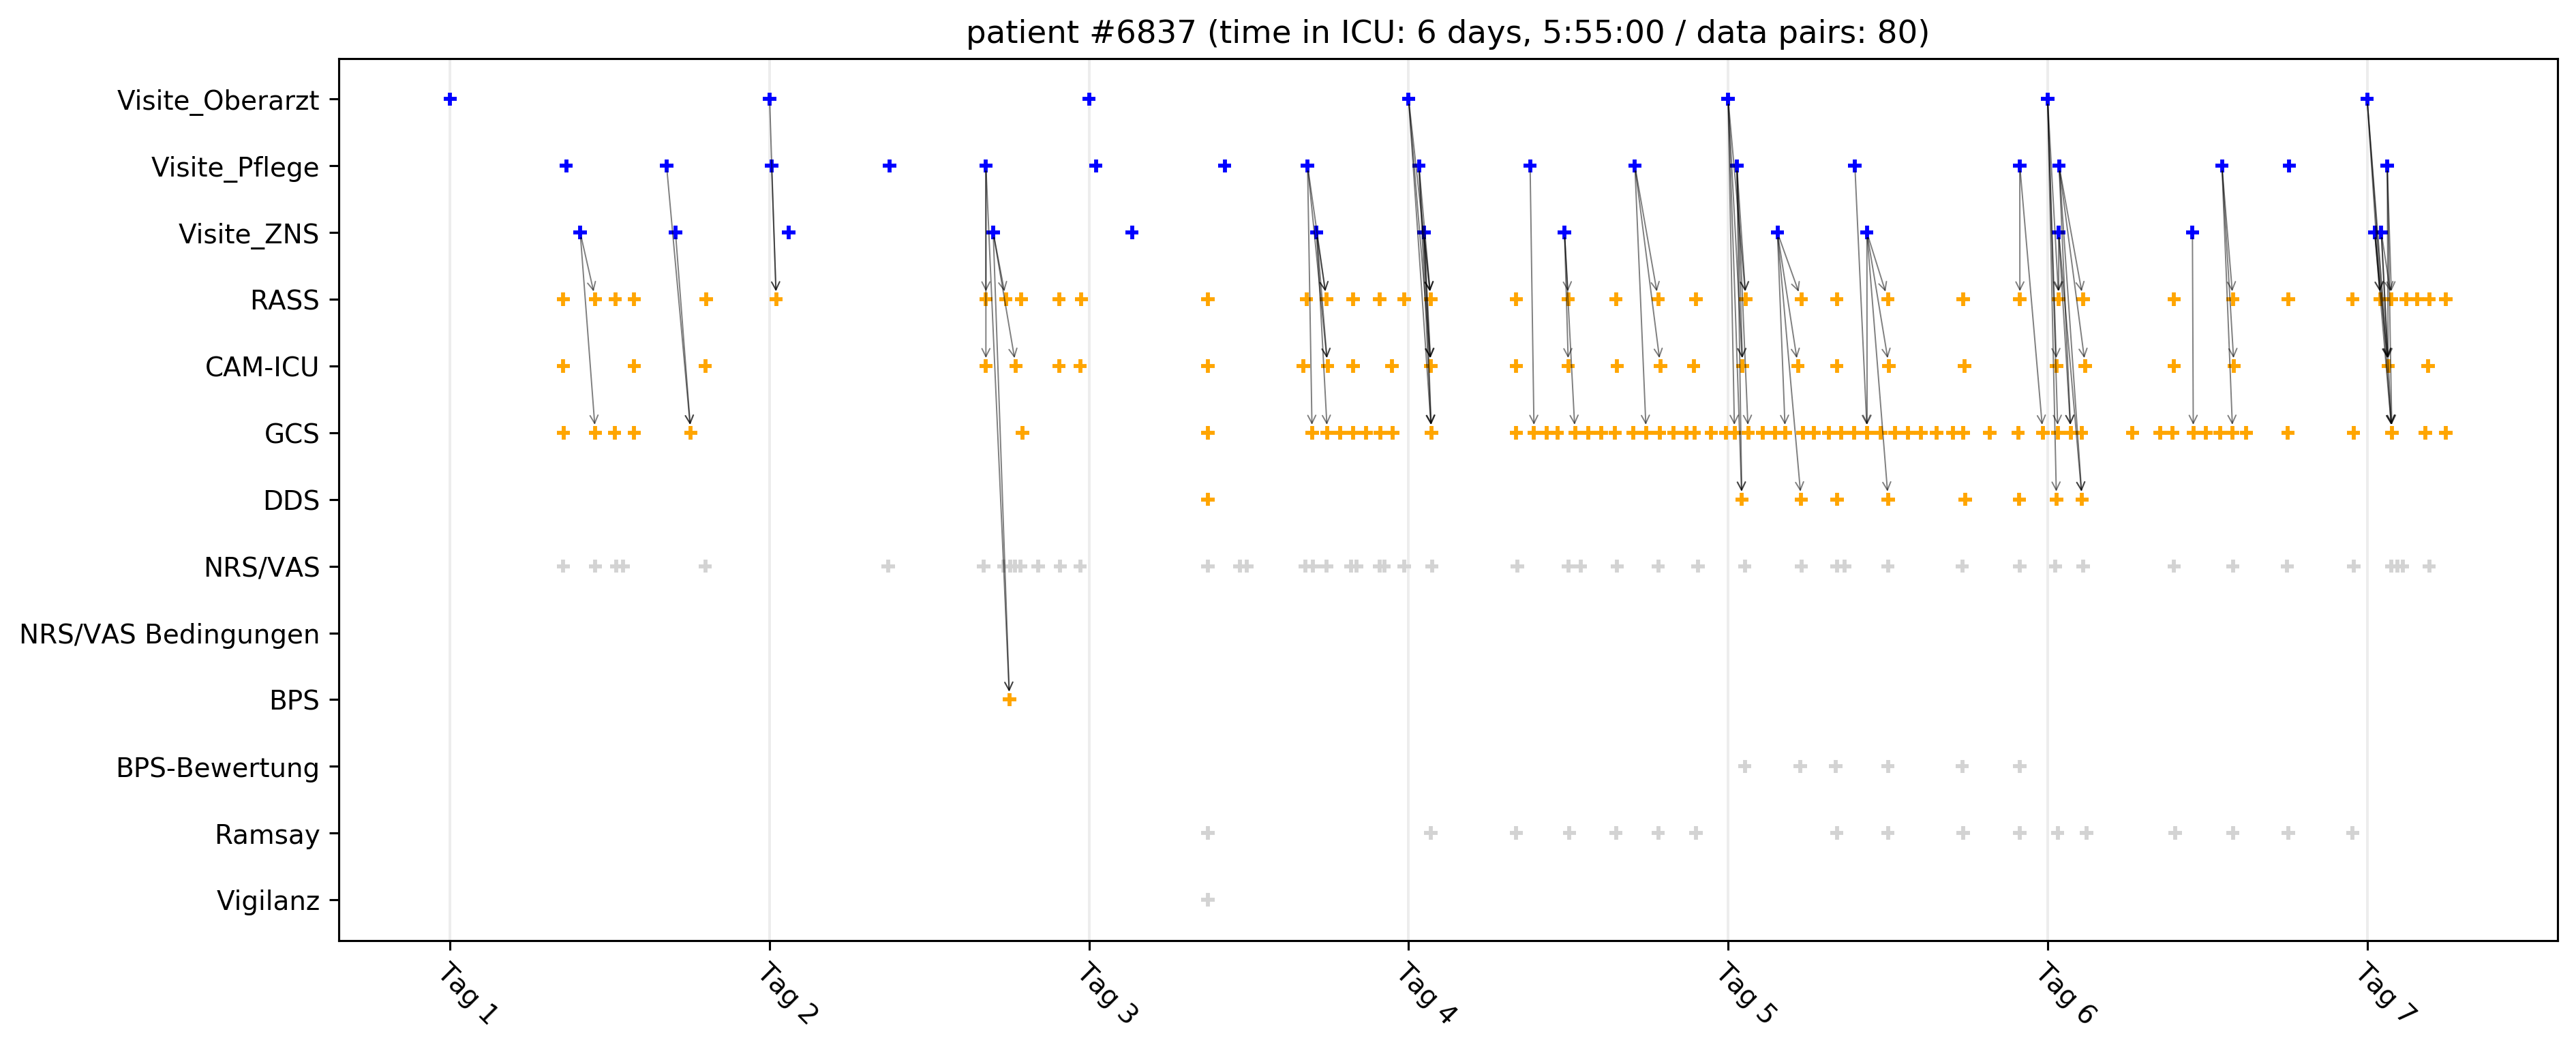 patient #6837 (time in ICU: 6 days, 5:55:00 / data pairs: 80)
Visite_Oberarzt
Visite_Pflege
Visite_ZNS
RASS
CAM-ICU
GCS
DDS
NRS/VAS
NRS/VAS Bedingungen
BPS
BPS-Bewertung
Ramsay
Vigilanz
Tag 1
Tag 2
Tag 3
Tag 4
Tag 5
Tag 6
Tag 7